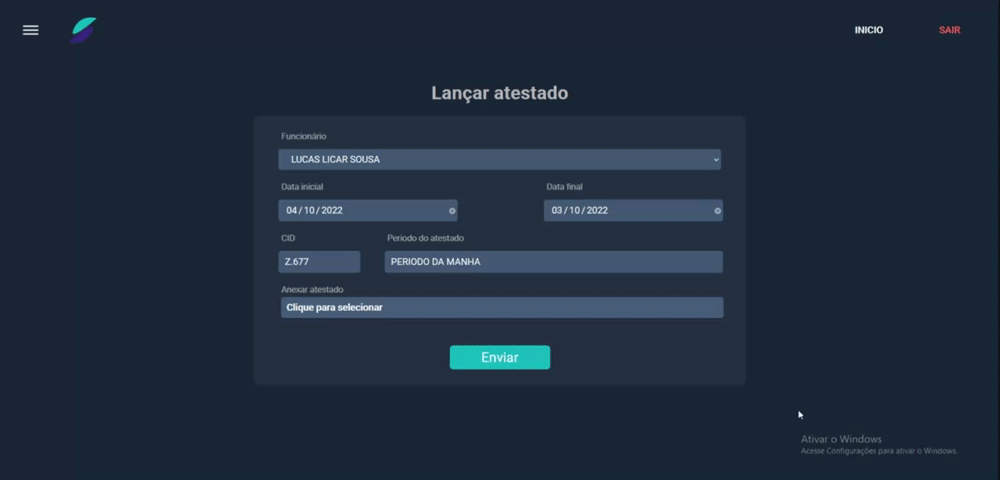 INICIO
SAIR
Lançar atestado
Funcionário
LUCAS LICAR SOUSA
Data inicial
Data final
04/10/2022
03/10/2022
CID
Periodo do atestado
Z.677
PERIODO DA MANHA
Anexar atestado
Clique para selecionar
Enviar
Ativar o Windows
Acesse Configurações para ativar o Windows.